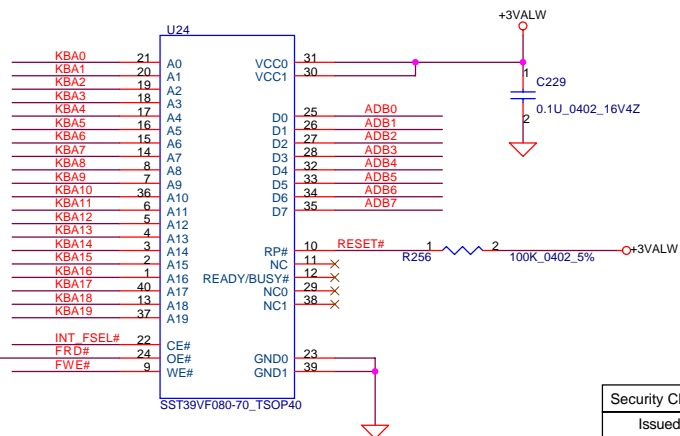 +3VALW
U24
KBA0 21 A0 VCC0 31
KBA1 20 A1 VCC1 30
KBA2 19 A2
KBA3 18 A3
KBA4 17 A4 D0 25 ADB0
KBA5 16 A5 D1 26 ADB1
KBA6 15 A6 D2 27 ADB2
KBA7 14 A7 D3 28 ADB3
KBA8 8 A8 D4 32 ADB4
KBA9 7 A9 D5 33 ADB5
KBA10 36 A10 D6 34 ADB6
KBA11 6 A11 D7 35 ADB7
KBA12 5 A12
KBA13 4 A13
KBA14 3 A14 RP# 10 RESET#
KBA15 2 A15 NC 11
KBA16 1 A16 READY/BUSY# 12
KBA17 40 A17 NC0 29
KBA18 13 A18 NC1 38
KBA19 37 A19
INT_FSEL# 22 CE#
FRD# 24 OE# GND0 23
FWE# 9 WE# GND1 39
SST39VF080-70_TSOP40
1
C229
0.1U_0402_16V4Z
2
1 2 +3VALW
R256 100K_0402_5%
Security Cl
Issued